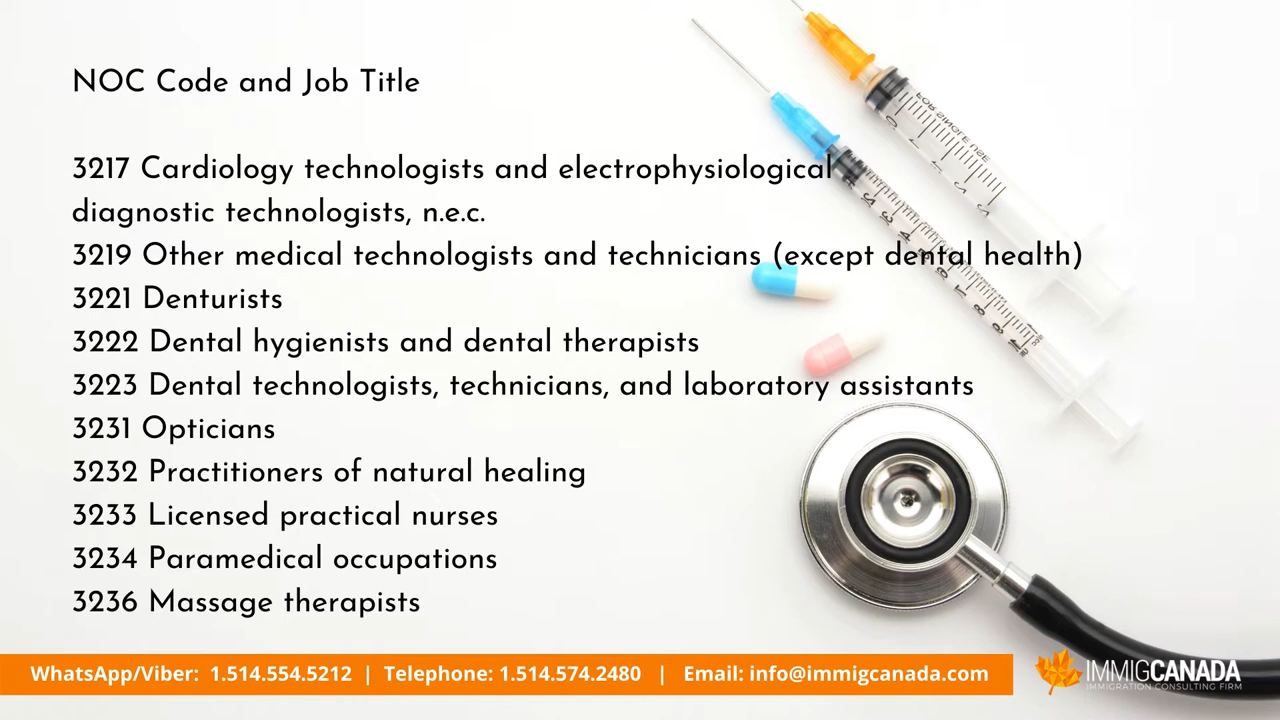 NOC Code and Job Title
3217 Cardiology technologists and electrophysiological
diagnostic technologists, n.e.c.
3219 Other medical technologists and technicians (except dental health)
3221 Denturists
3222 Dental hygienists and dental therapists
3223 Dental technologists, technicians, and laboratory assistants
3231 Opticians
3232 Practitioners of natural healing
3233 Licensed practical nurses
3234 Paramedical occupations
3236 Massage therapists
FOR SINGLE USE
WhatsApp/Viber: 1.514.554.5212 | Telephone: 1.514.574.2480 | Email: info@immigcanada.com
IMMIGCANADA
IMMIGRATION CONSULTING FIRM